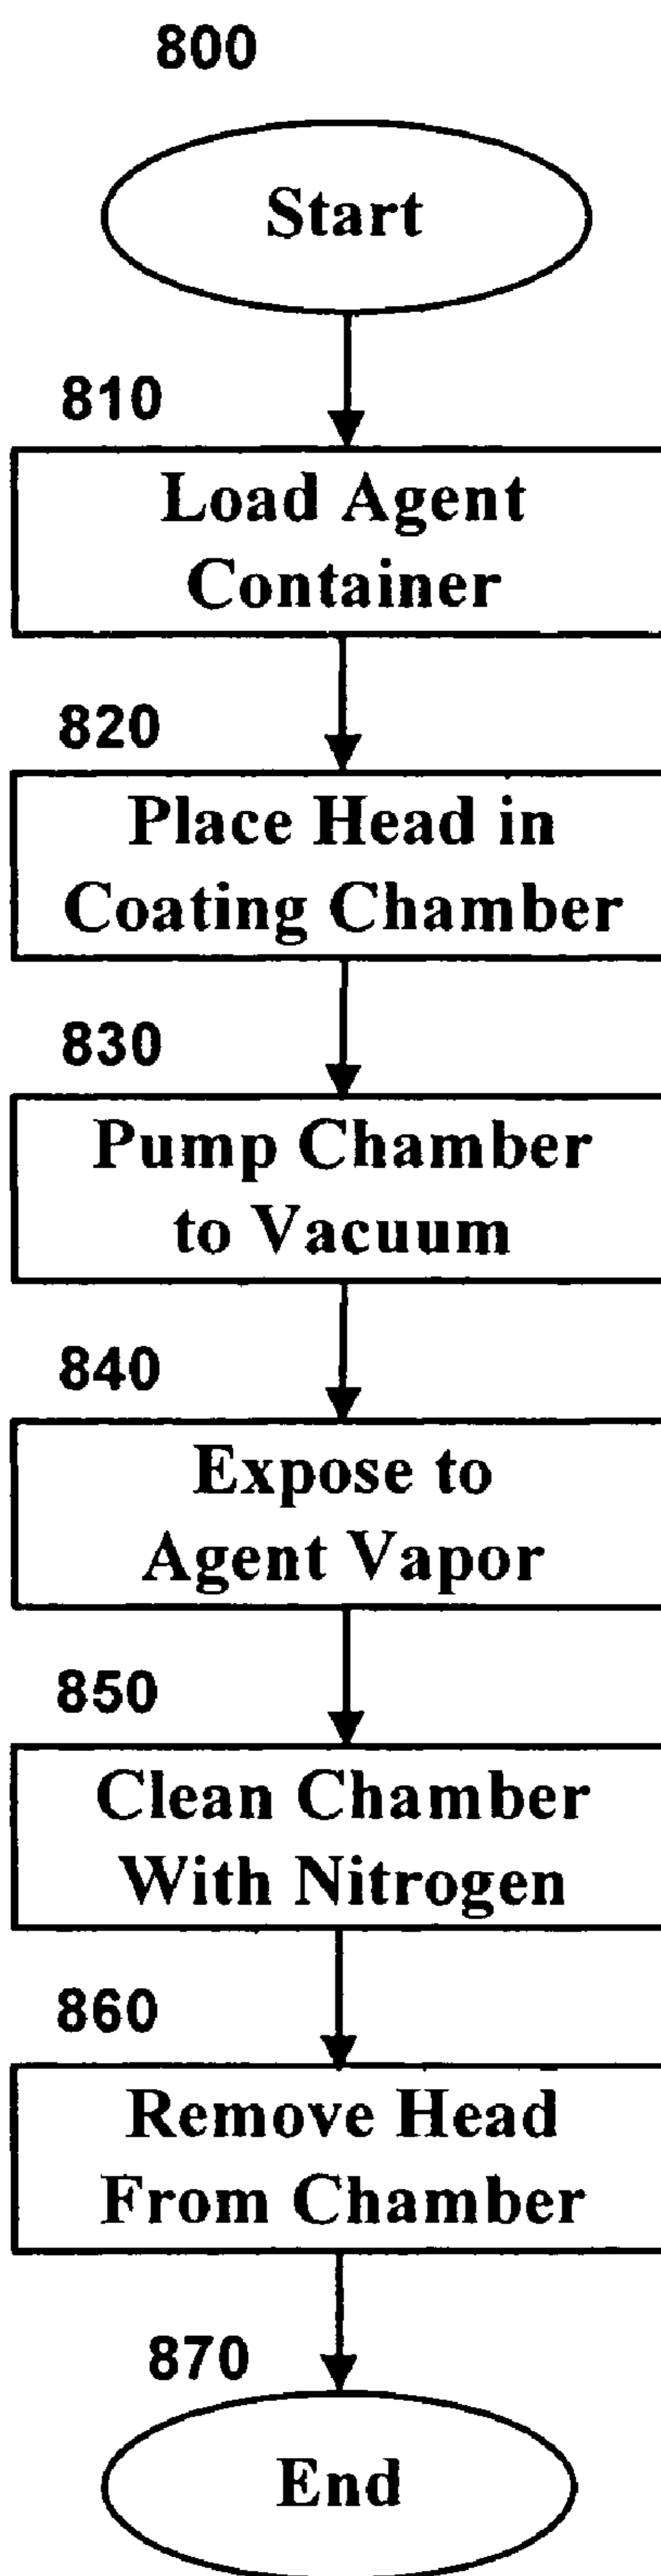 800
Start
810
Load Agent
Container
820
Place Head in
Coating Chamber
830
Pump Chamber
to Vacuum
840
Expose to
Agent Vapor
850
Clean Chamber
With Nitrogen
860
Remove Head
From Chamber
870
End